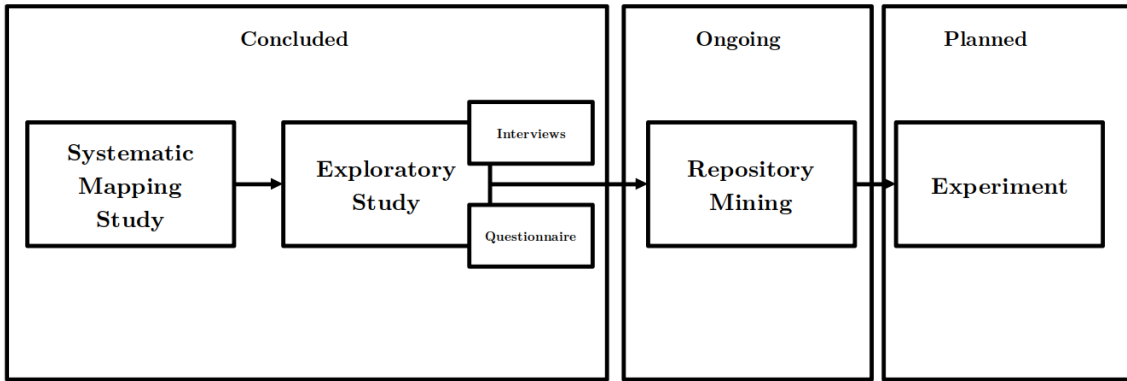 Concluded
Ongoing
Planned
Systematic
Mapping
Study
Exploratory
Study
Interviews
Questionnaire
Repository
Mining
Experiment